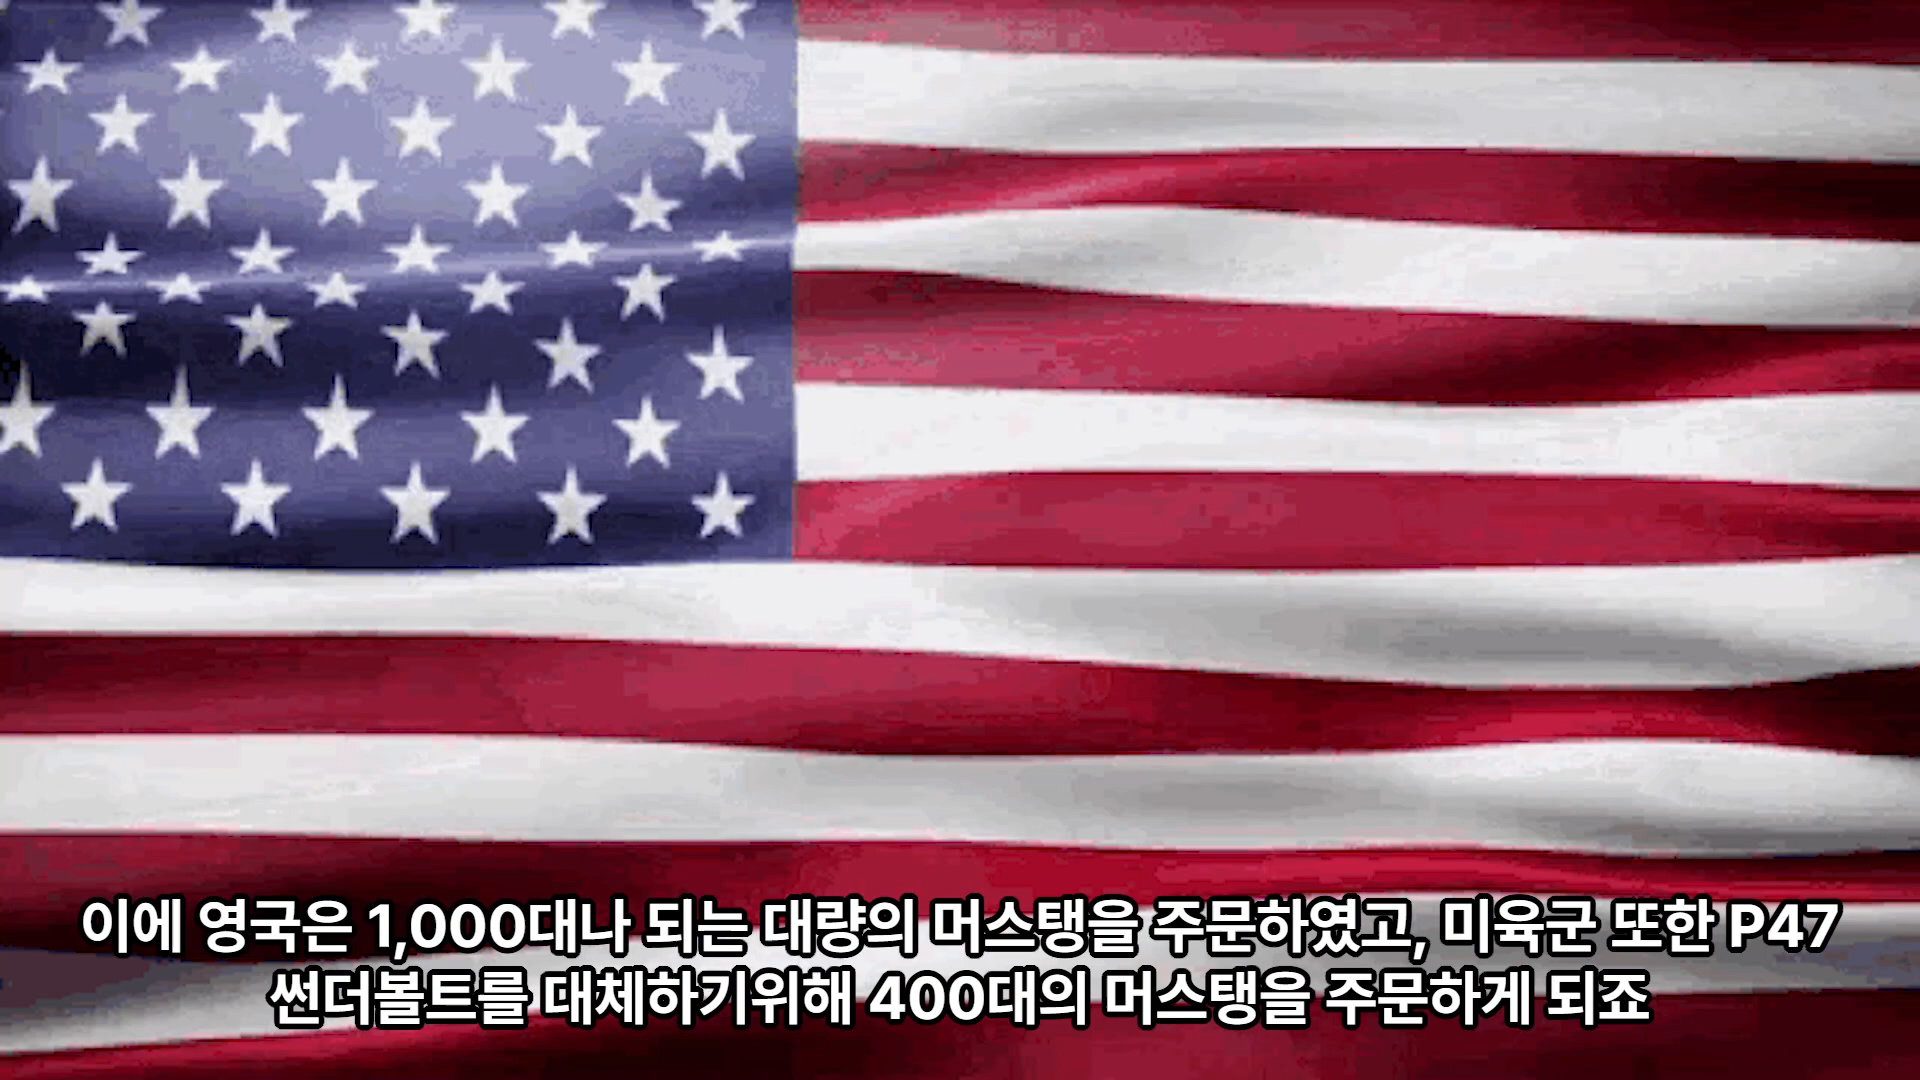 이에 영국은 1,000대나 되는 대량의 머스탱을 주문하였고, 미육군 또한 P47
썬더볼트를 대체하기위해 400대의 머스탱을 주문하게 되죠